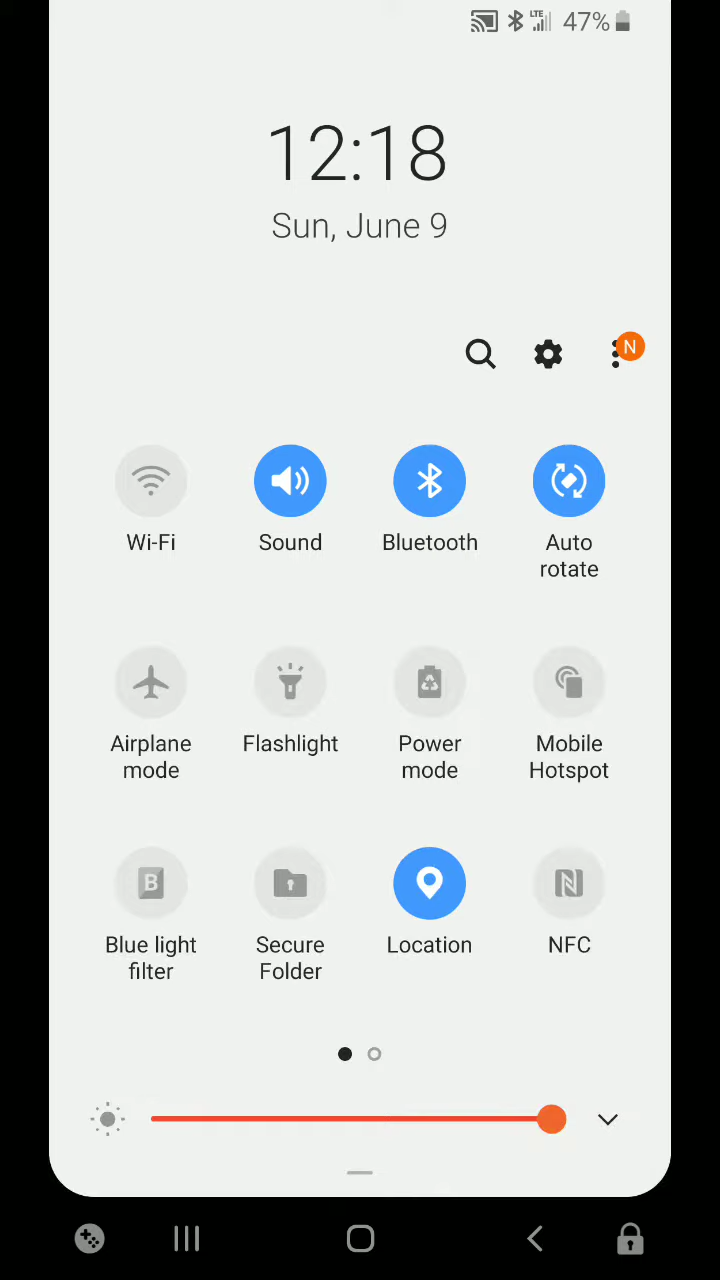 LTE 47%
12:18
Sun, June 9
N
Wi-Fi Sound Bluetooth Auto
rotate
Airplane Flashlight Power Mobile
mode mode Hotspot
B
Blue light Secure Location NFC
filter Folder